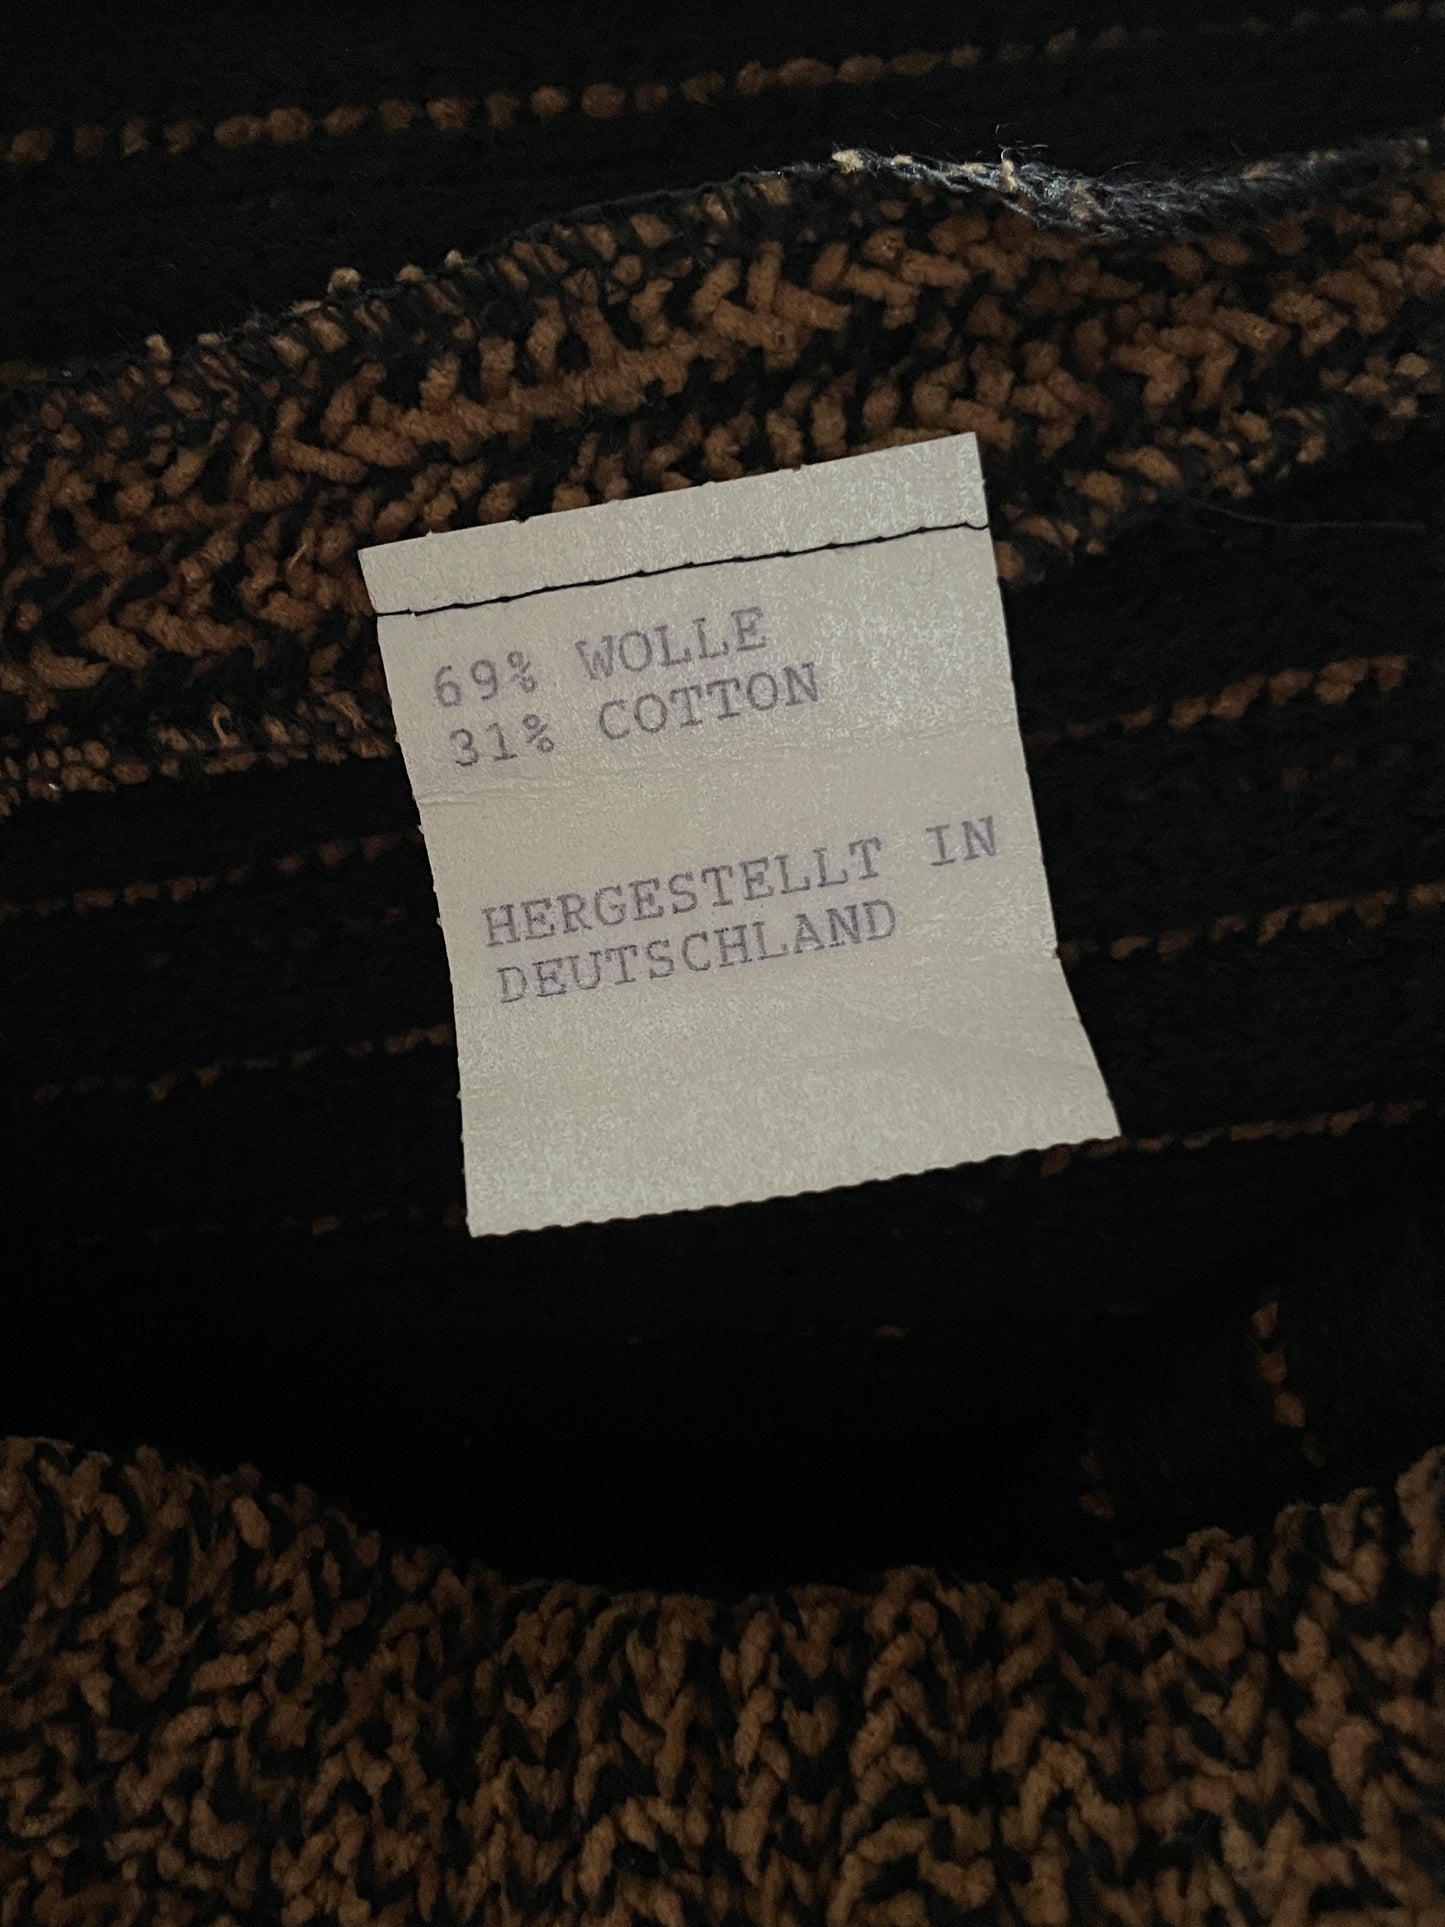 69% WOLLE
31% COTTON
HERGESTELLT IN
DEUTSCHLAND